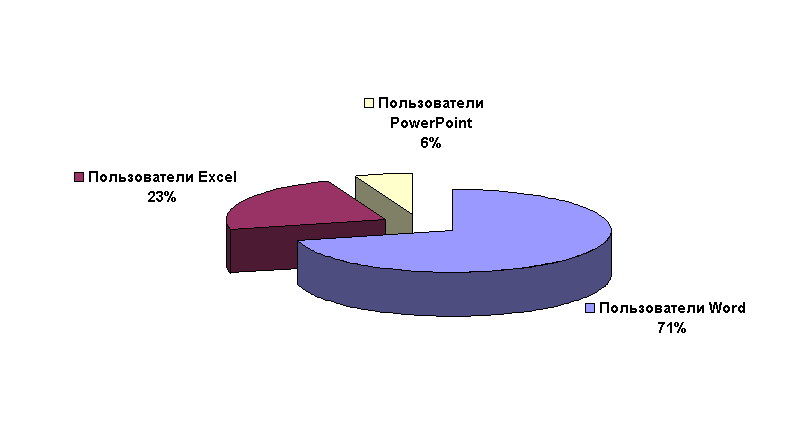 Пользователи
PowerPoint
6%
Пользователи Excel
23%
Пользователи Word
71%